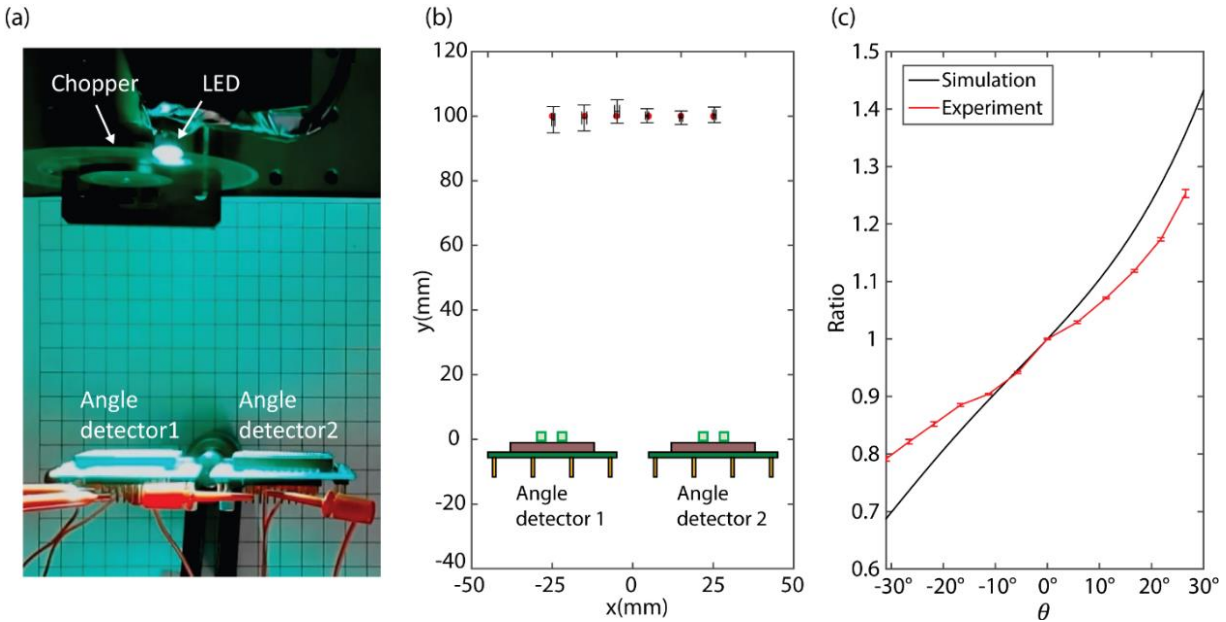 (a)
Chopper
LED
Angle
detector1
Angle
detector2
(b)
120
100
80
60
40
20
0
-20
-40
y(mm)
-50
-25
0
25
50
x(mm)
Angle
detector 1
Angle
detector 2
(c)
1.5
1.4
1.3
1.2
1.1
1
0.9
0.8
0.7
0.6
Ratio
Simulation
Experiment
-30°
-20°
-10°
0°
10°
20°
30°
θ